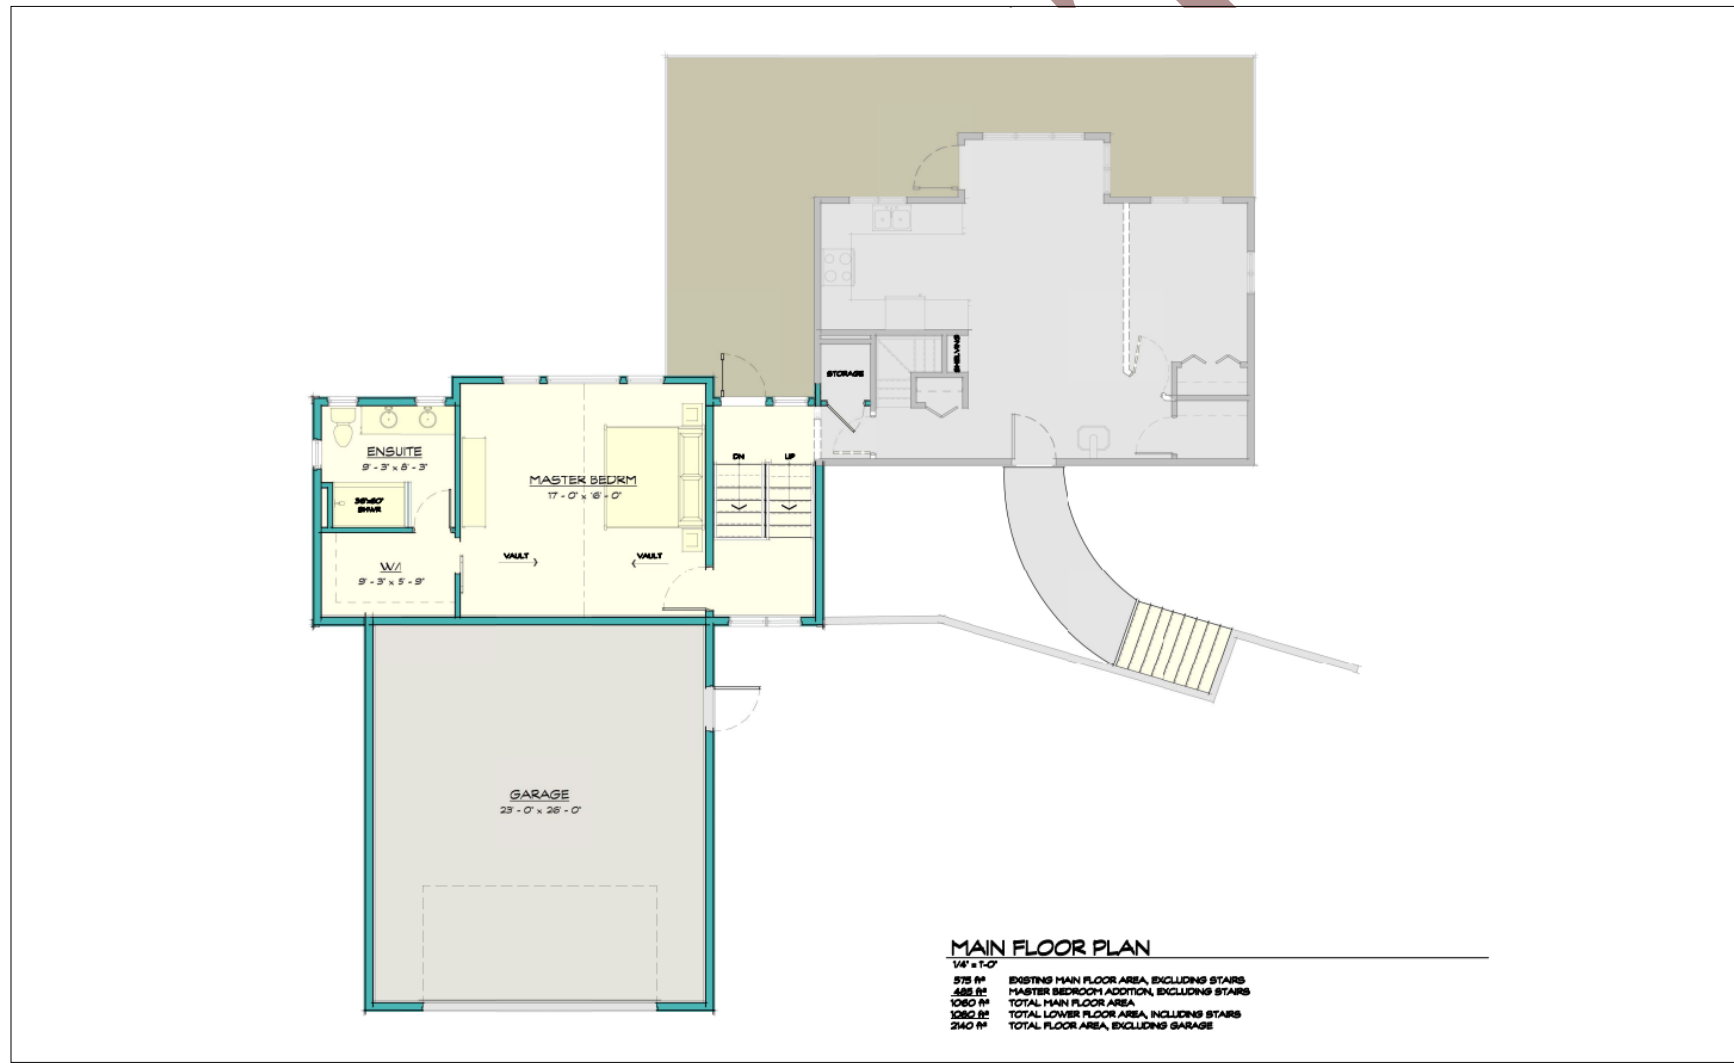 STORAGE
SHELVING
ENSUITE
9' - 3" x 8' - 3"
DN
UP
MASTER BEDRM
17' - 0" x 16' - 0"
36"x60"
SHWR
VAULT
VAULT
W/I
9' - 3" x 5' - 9"
GARAGE
23' - 0" x 26' - 0"
MAIN FLOOR PLAN
1/4" = 1'-0"
575 ft² EXISTING MAIN FLOOR AREA, EXCLUDING STAIRS
485 ft² MASTER BEDROOM ADDITION, EXCLUDING STAIRS
1060 ft² TOTAL MAIN FLOOR AREA
1080 ft² TOTAL LOWER FLOOR AREA, INCLUDING STAIRS
2140 ft² TOTAL FLOOR AREA, EXCLUDING GARAGE